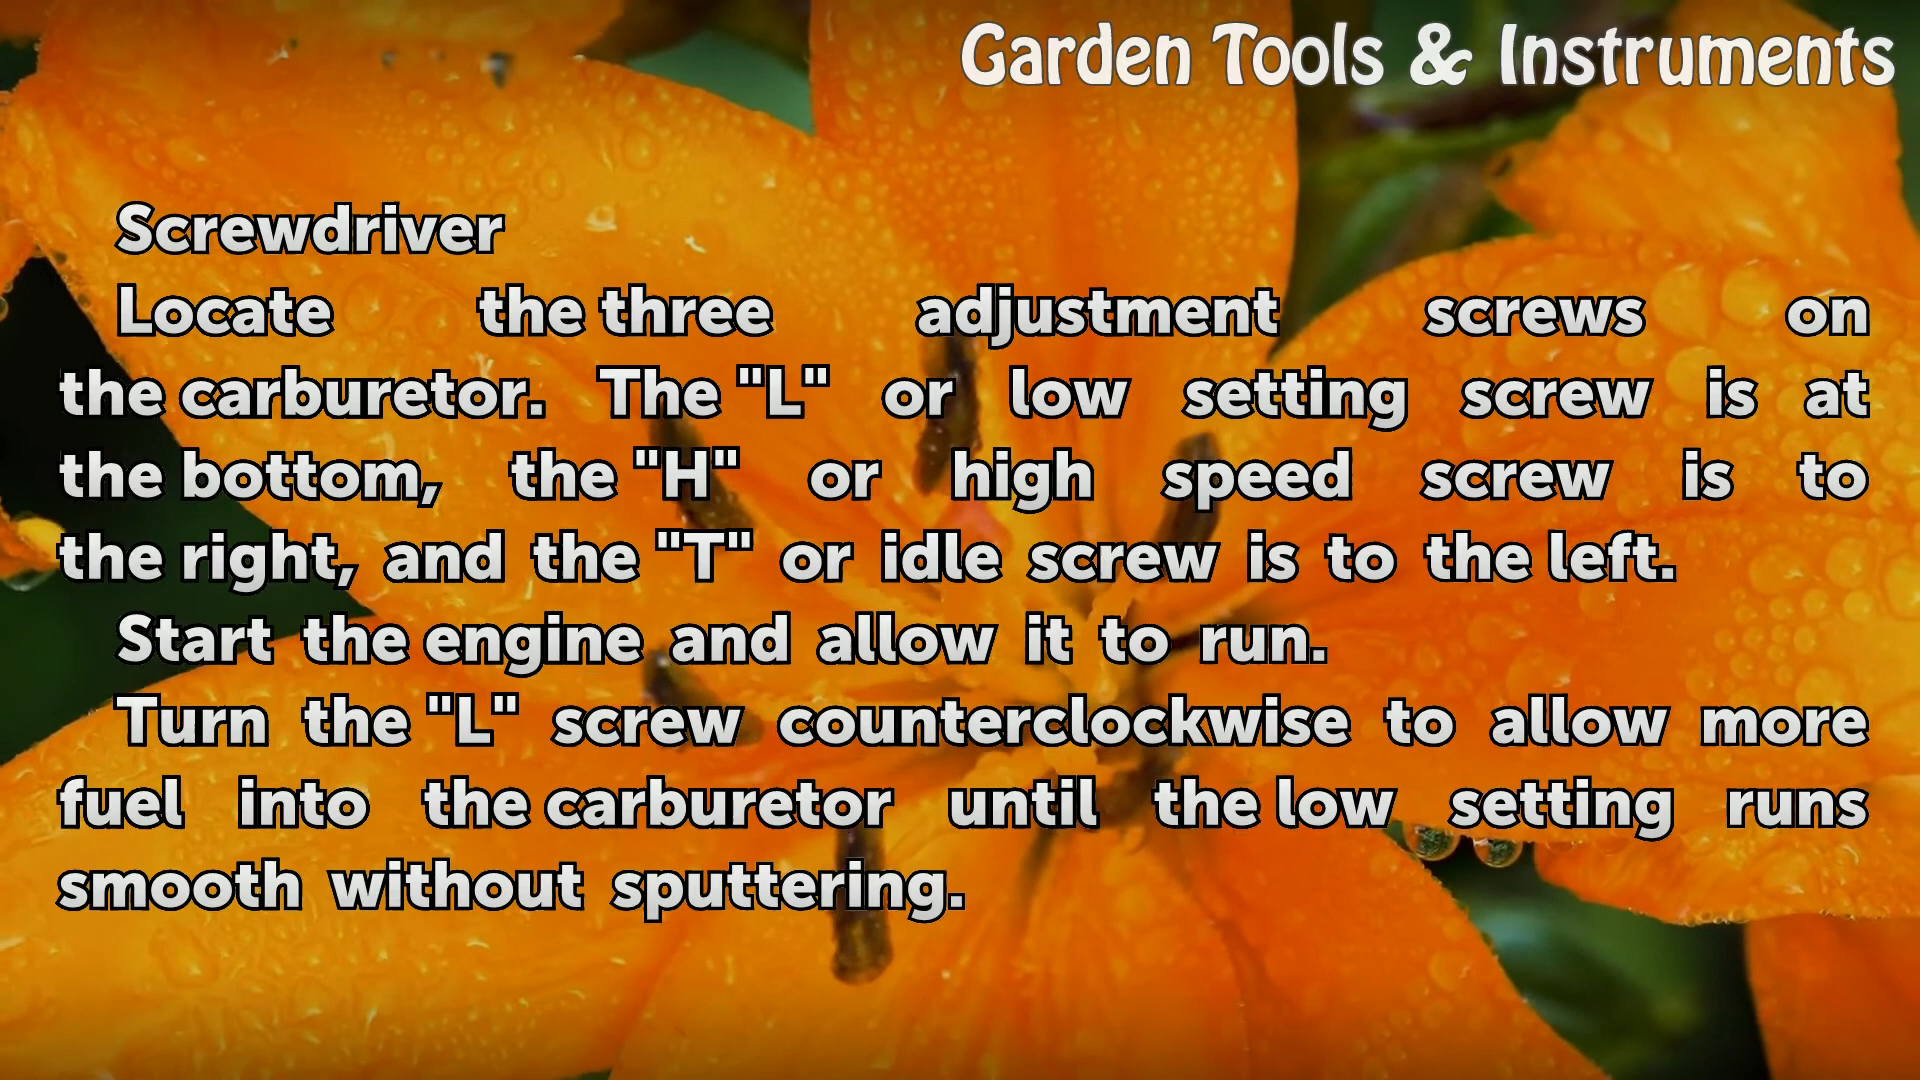 Garden Tools & Instruments
Screwdriver
Locate the three adjustment screws on
the carburetor. The "L" or low setting screw is at
the bottom, the "H" or high speed screw is to
the right, and the "T" or idle screw is to the left.
Start the engine and allow it to run.
Turn the "L" screw counterclockwise to allow more
fuel into the carburetor until the low setting runs
smooth without sputtering.